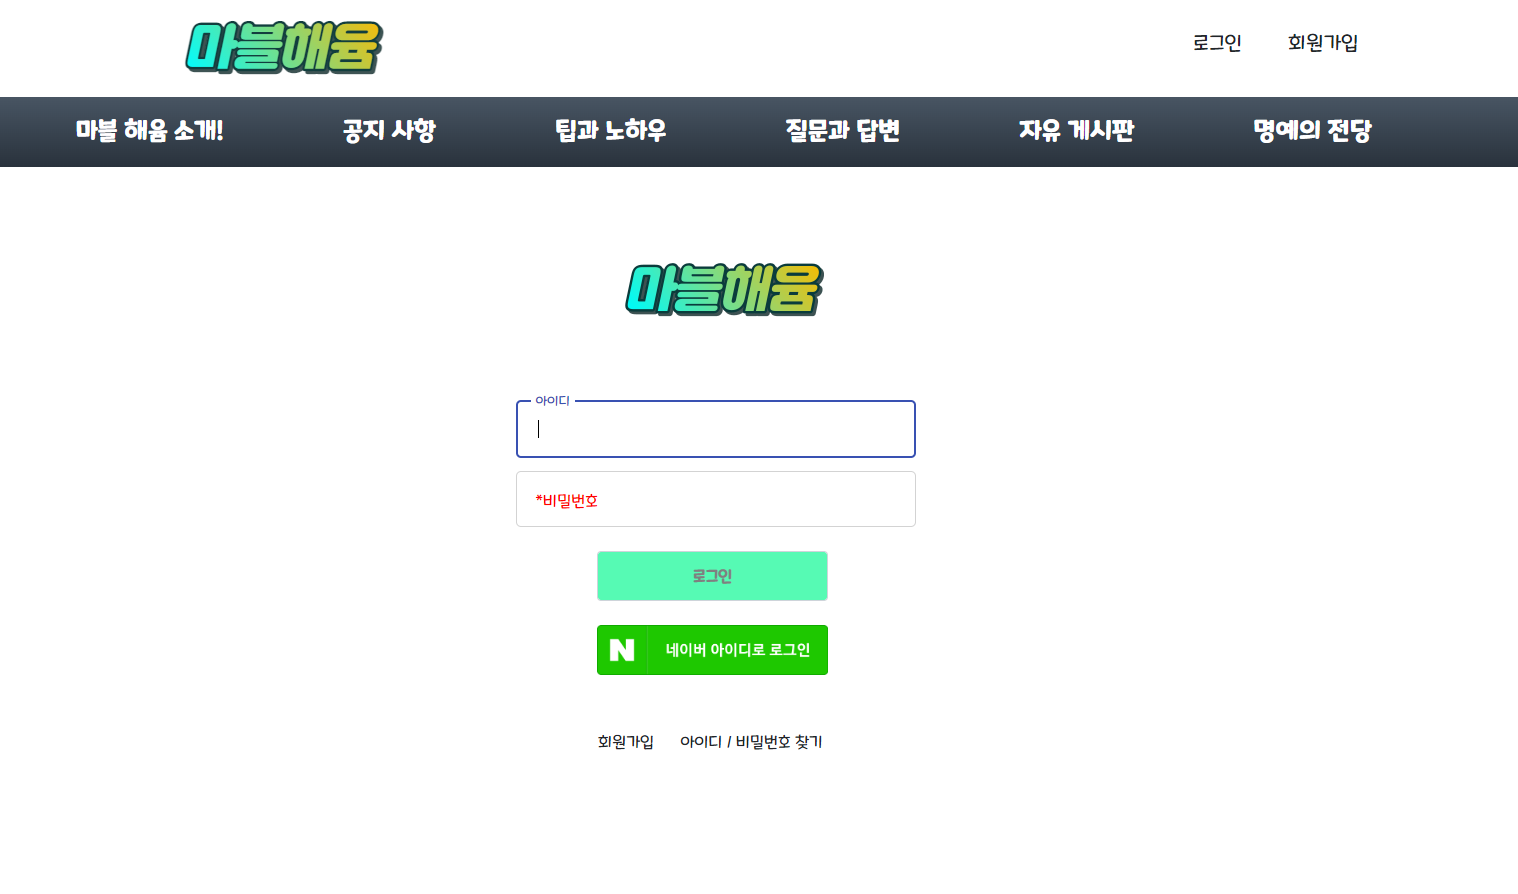 마블해윰
로그인 회원가입
마블 해윰 소개! 공지 사항 팁과 노하우 질문과 답변 자유 게시판 명예의 전당
마블해윰
아이디
*비밀번호
로그인
N 네이버 아이디로 로그인
회원가입 아이디 / 비밀번호 찾기